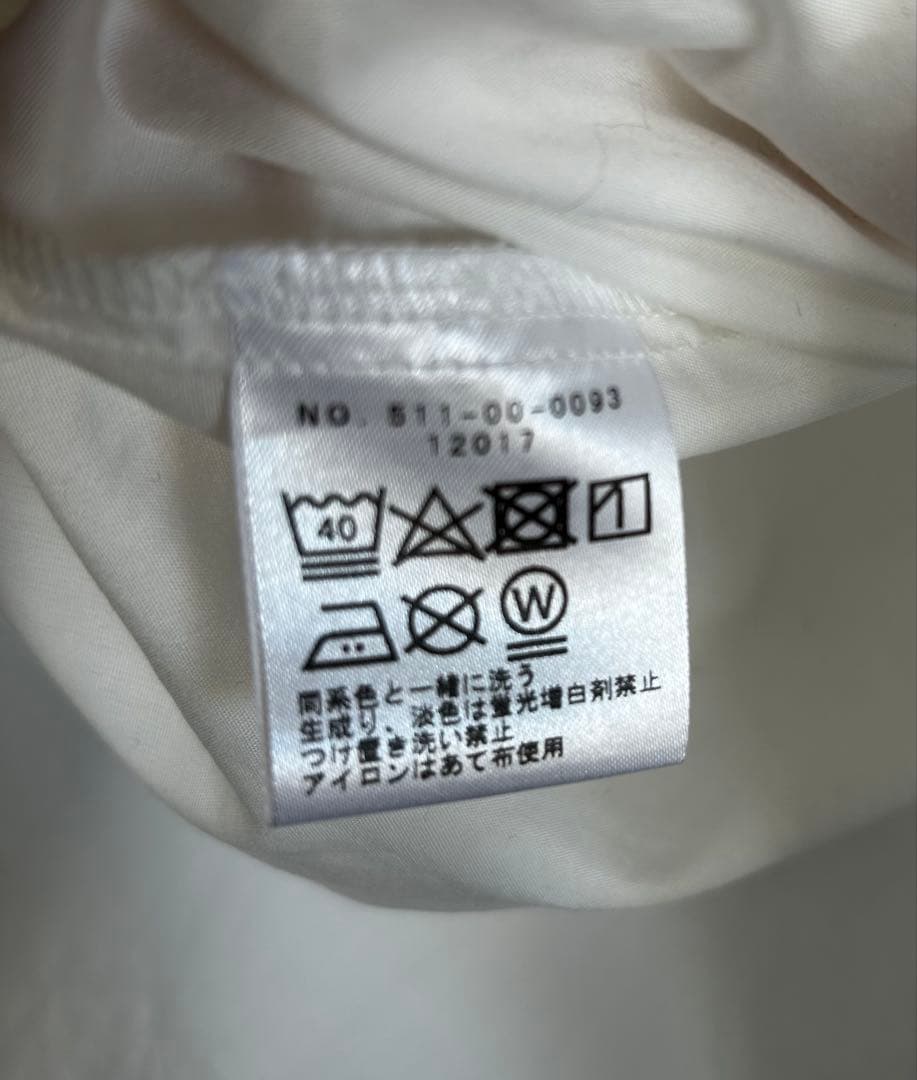 NO. 511-00-0093
12017
40
W
同系色と一緒に洗う
生成り、淡色は蛍光増白剤禁止
つけ置き洗い禁止
アイロンはあて布使用